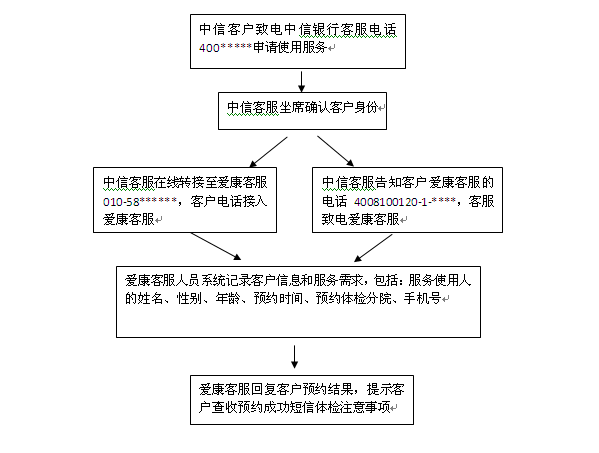 中信客户致电中信银行客服电话
400*****申请使用服务
中信客服坐席确认客户身份
中信客服在线转接至爱康客服
010-58******，客户电话接入
爱康客服
中信客服告知客户爱康客服的
电话 4008100120-1-****，客服
致电爱康客服
爱康客服人员系统记录客户信息和服务需求，包括：服务使用人
的姓名、性别、年龄、预约时间、预约体检分院、手机号
爱康客服回复客户预约结果，提示客
户查收预约成功短信体检注意事项